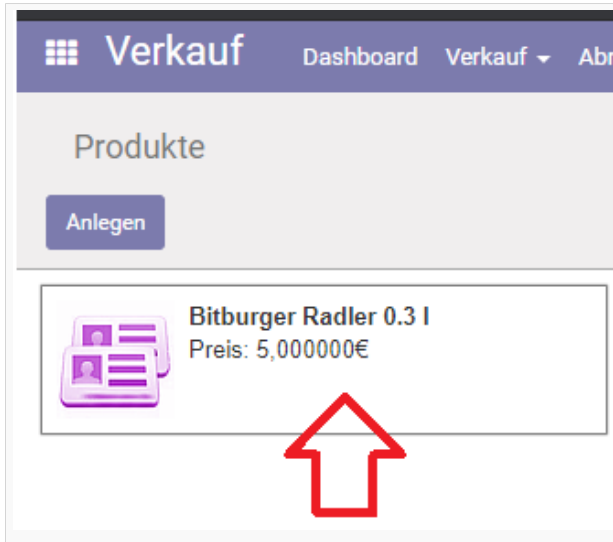 Verkauf Dashboard Verkauf
Produkte
Anlegen
Bitburger Radler 0.3 l
Preis: 5,000000€